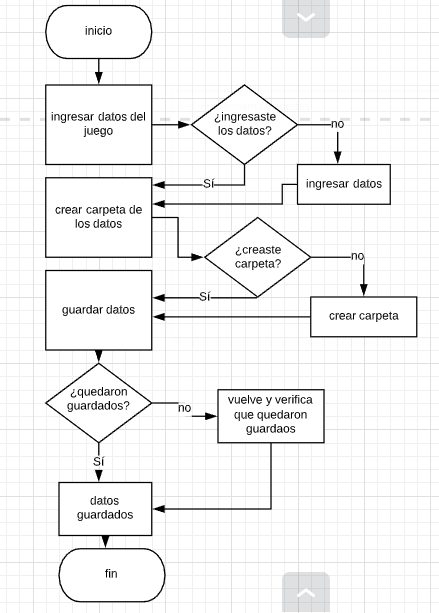 inicio
ingresar datos del
juego
¿ingresaste
los datos?
no
ingresar datos
Sí
crear carpeta de
los datos
¿creaste
carpeta?
no
crear carpeta
Sí
guardar datos
¿quedaron
guardados?
no
vuelve y verifica
que quedaron
guardaos
Sí
datos
guardados
fin